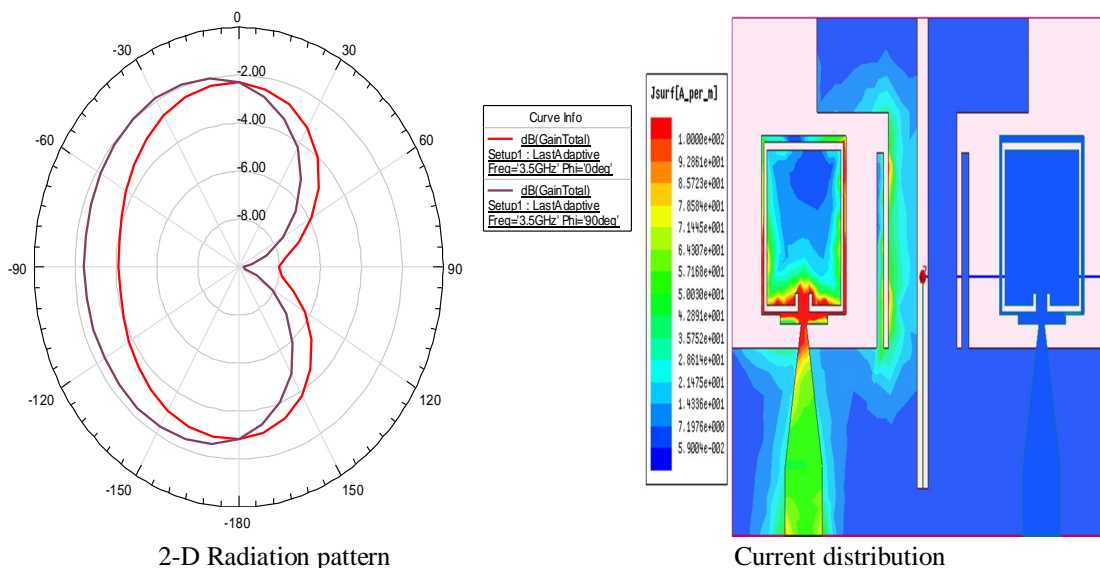 0
-30
30
-2.00
-4.00
-60
60
-6.00
-8.00
-90
90
-120
120
-150
150
-180
Curve Info
dB(GainTotal)
Setup1 : LastAdaptive
Freq='3.5GHz' Phi='0deg'
dB(GainTotal)
Setup1 : LastAdaptive
Freq='3.5GHz' Phi='90deg'
Jsurf[A_per_m]
1.0000e+002
9.2861e+001
8.5723e+001
7.8584e+001
7.1445e+001
6.4307e+001
5.7168e+001
5.0030e+001
4.2891e+001
3.5752e+001
2.8614e+001
2.1475e+001
1.4336e+001
7.1976e+000
5.9004e-002
2-D Radiation pattern
Current distribution